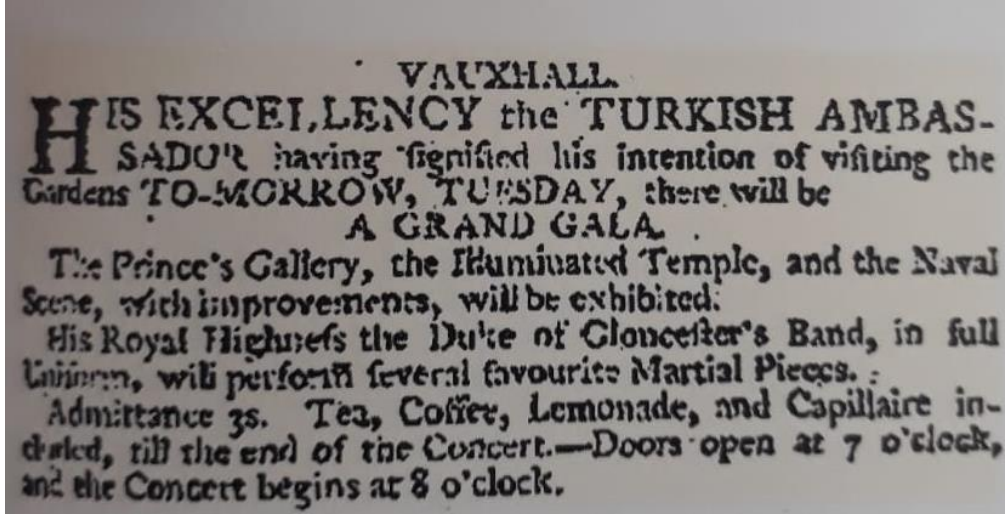 VAUXHALL.
HIS EXCELLENCY the TURKISH AMBAS-
SADOR having ſignified his intention of viſiting the
Gardens TO-MORROW, TUESDAY, there will be
A GRAND GALA.
The Prince's Gallery, the Illuminated Temple, and the Naval
Scene, with improvements, will be exhibited.
His Royal Highneſs the Duke of Glouceſter's Band, in full
Uniform, will perform ſeveral favourite Martial Pieces.
Admittance 3s. Tea, Coffee, Lemonade, and Capillaire in-
cluded, till the end of the Concert.—Doors open at 7 o'clock,
and the Concert begins at 8 o'clock.